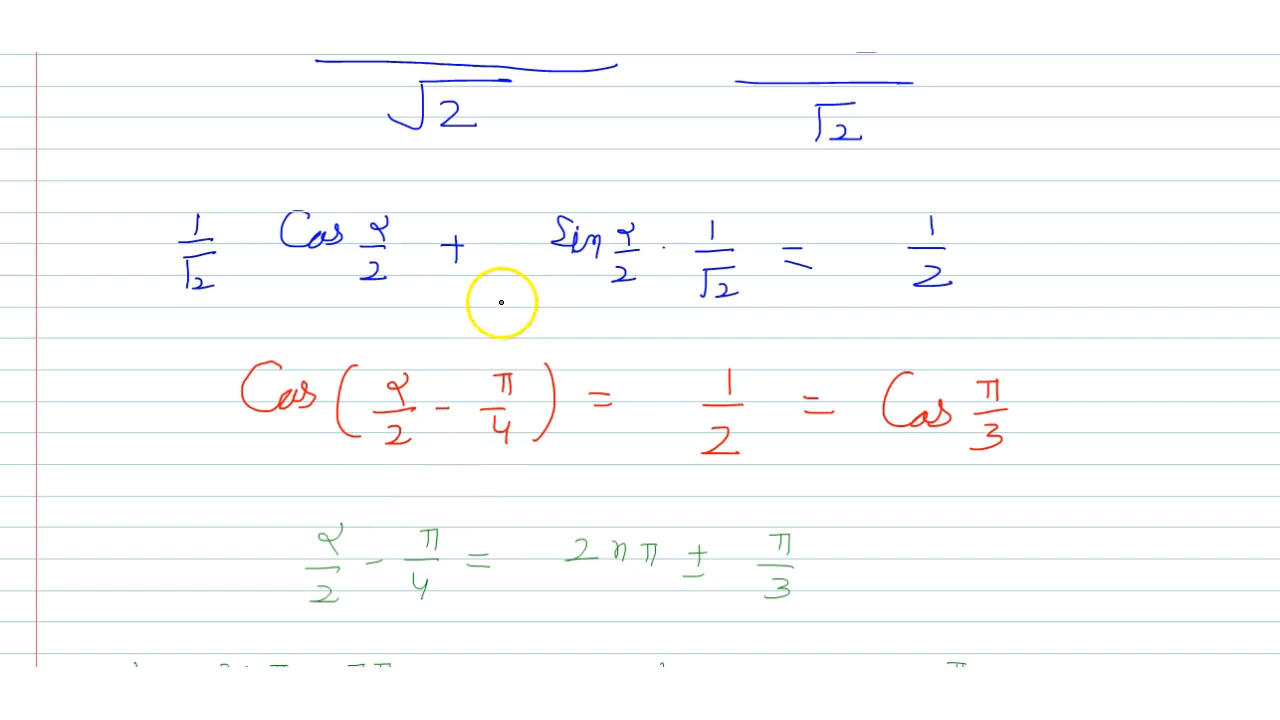 √2 √2
1/√2 Cos α/2 + Sin α/2 · 1/√2 = 1/2
Cos(α/2 - π/4) = 1/2 = Cos π/3
α/2 - π/4 = 2nπ ± π/3